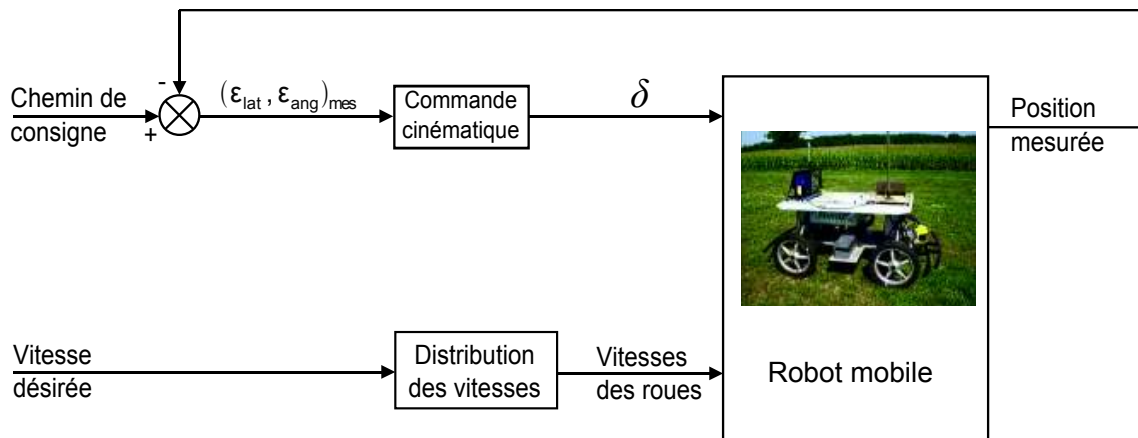 -
Chemin de
consigne
+
(ε_lat , ε_ang)_mes
Commande
cinématique
δ
Position
mesurée
Vitesse
désirée
Distribution
des vitesses
Vitesses
des roues
Robot mobile